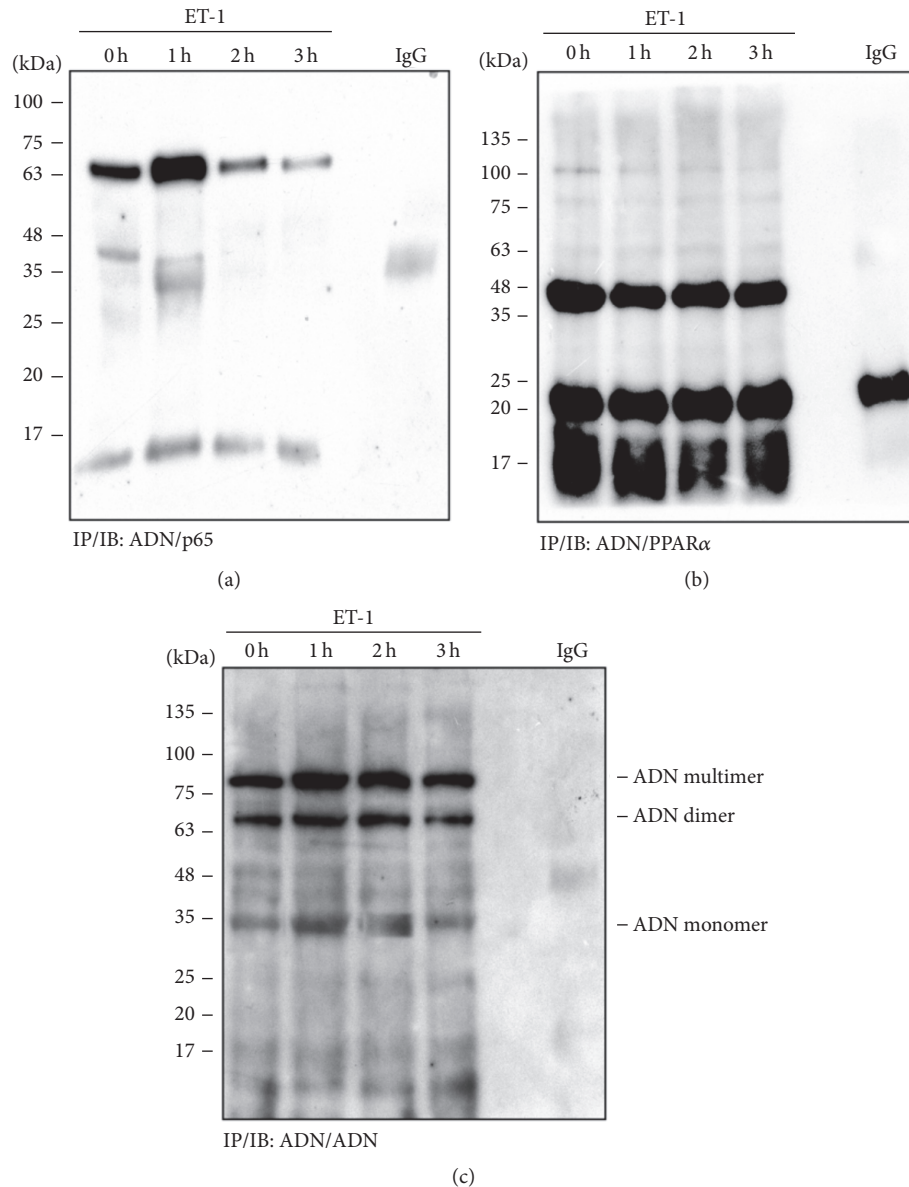 ET-1
(kDa) 0 h 1 h 2 h 3 h IgG
100 –
75 –
63 –
48 –
35 –
25 –
20 –
17 –
IP/IB: ADN/p65
(a)
ET-1
(kDa) 0 h 1 h 2 h 3 h IgG
135 –
100 –
75 –
63 –
48 –
35 –
25 –
20 –
17 –
IP/IB: ADN/PPARα
(b)
ET-1
(kDa) 0 h 1 h 2 h 3 h IgG
135 –
100 –
– ADN multimer
75 –
– ADN dimer
63 –
48 –
35 –
– ADN monomer
25 –
20 –
17 –
IP/IB: ADN/ADN
(c)